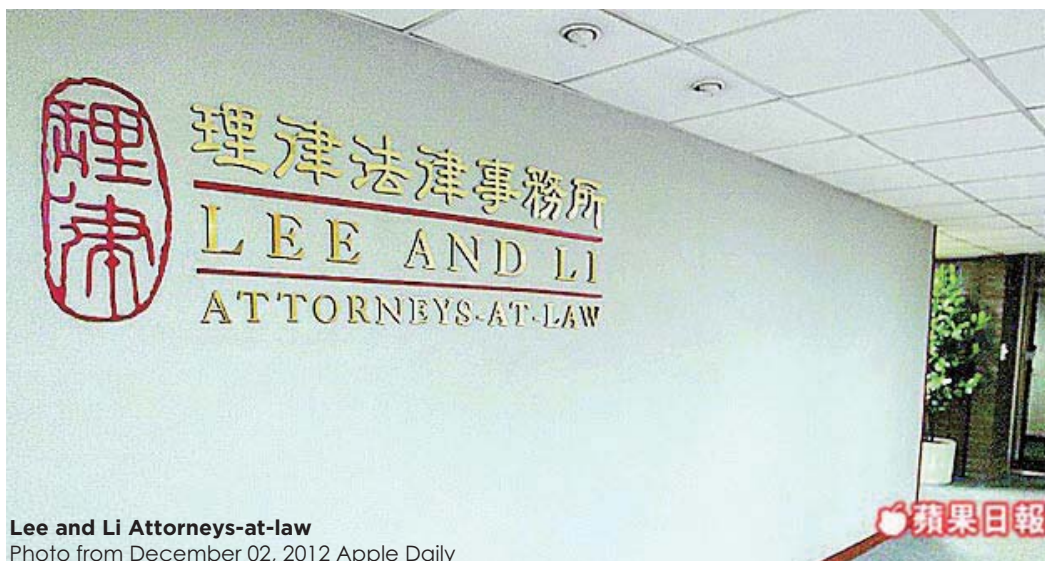 理律
理律法律事務所
LEE AND LI
ATTORNEYS-AT-LAW
Lee and Li Attorneys-at-law
Photo from December 02, 2012 Apple Daily
蘋果日報